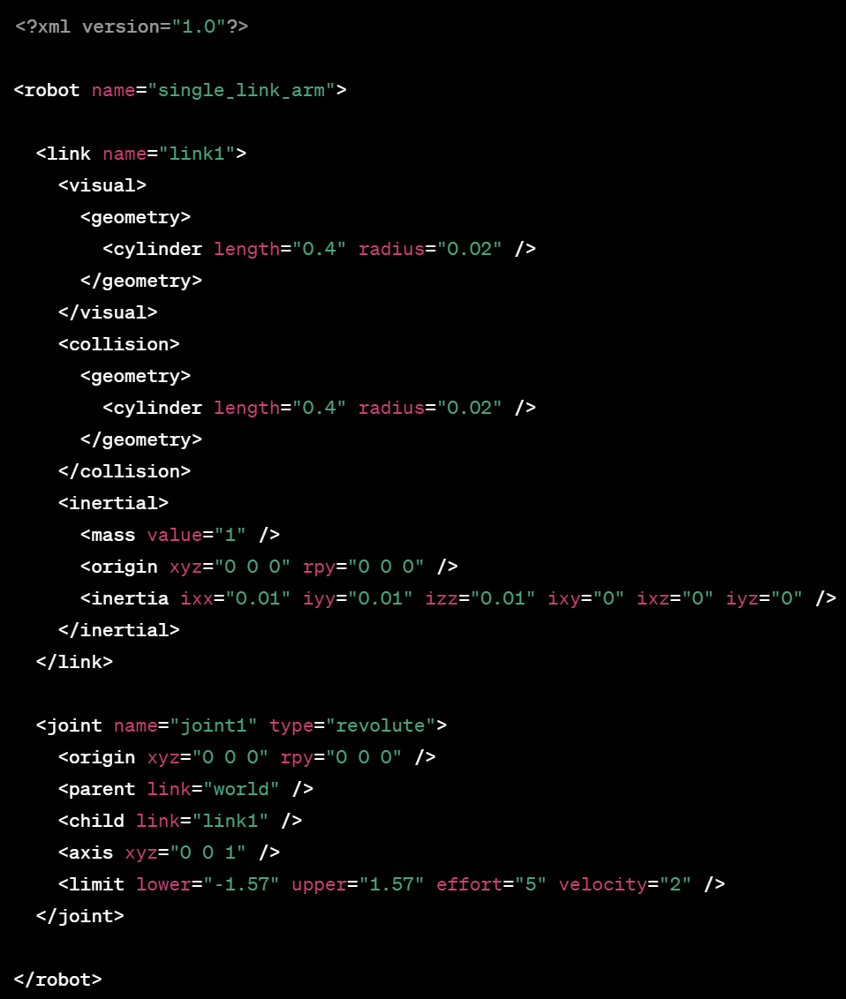 <?xml version="1.0"?>
<robot name="single_link_arm">
<link name="link1">
<visual>
<geometry>
<cylinder length="0.4" radius="0.02" />
</geometry>
</visual>
<collision>
<geometry>
<cylinder length="0.4" radius="0.02" />
</geometry>
</collision>
<inertial>
<mass value="1" />
<origin xyz="0 0 0" rpy="0 0 0" />
<inertia ixx="0.01" iyy="0.01" izz="0.01" ixy="0" ixz="0" iyz="0" />
</inertial>
</link>
<joint name="joint1" type="revolute">
<origin xyz="0 0 0" rpy="0 0 0" />
<parent link="world" />
<child link="link1" />
<axis xyz="0 0 1" />
<limit lower="-1.57" upper="1.57" effort="5" velocity="2" />
</joint>
</robot>